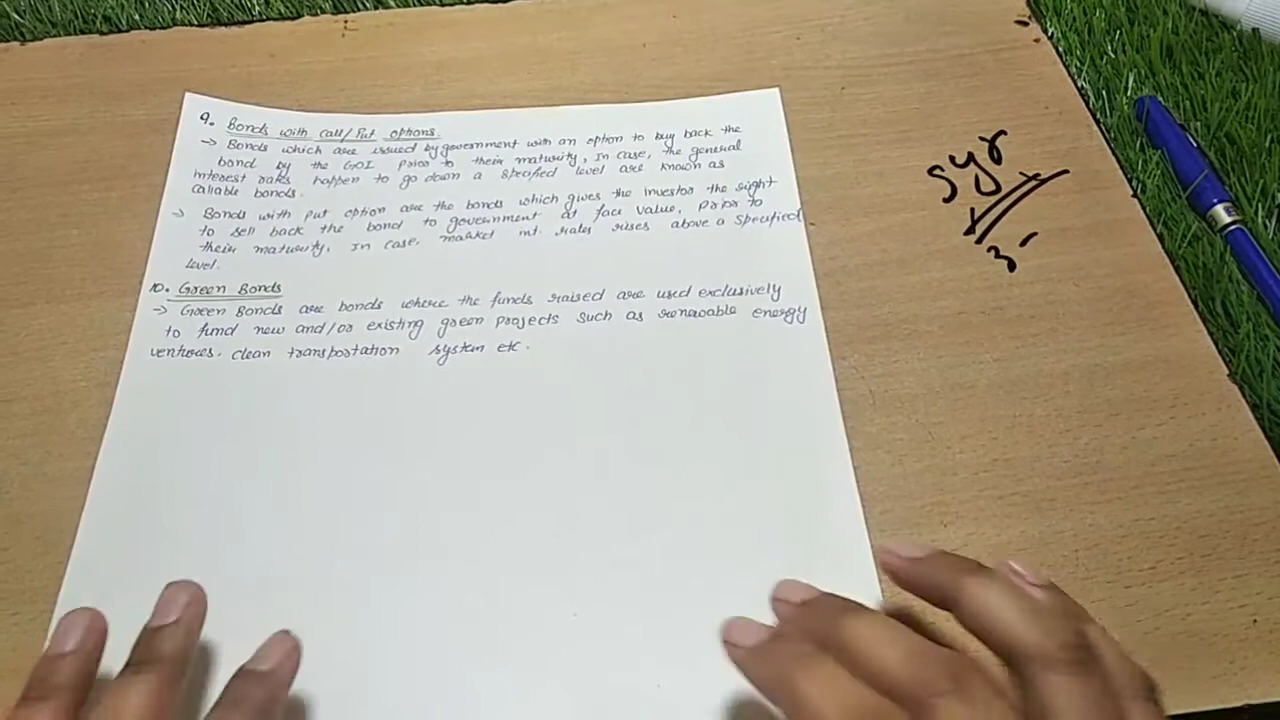 9. Bonds with call/Put options.
→ Bonds which are issued by government with an option to buy back the
bond by the GOI prior to their maturity, In case, the general
interest rates happen to go down a specified level are known as
callable bonds.
→ Bonds with put option are the bonds which gives the investor the right
to sell back the bond to government at face value, prior to
their maturity, In case, market int. rates rises above a specified
level.
10. Green Bonds
→ Green Bonds are bonds where the funds raised are used exclusively
to fund new and/or existing green projects such as renewable energy
ventures, clean transportation system etc.
5yr
3-